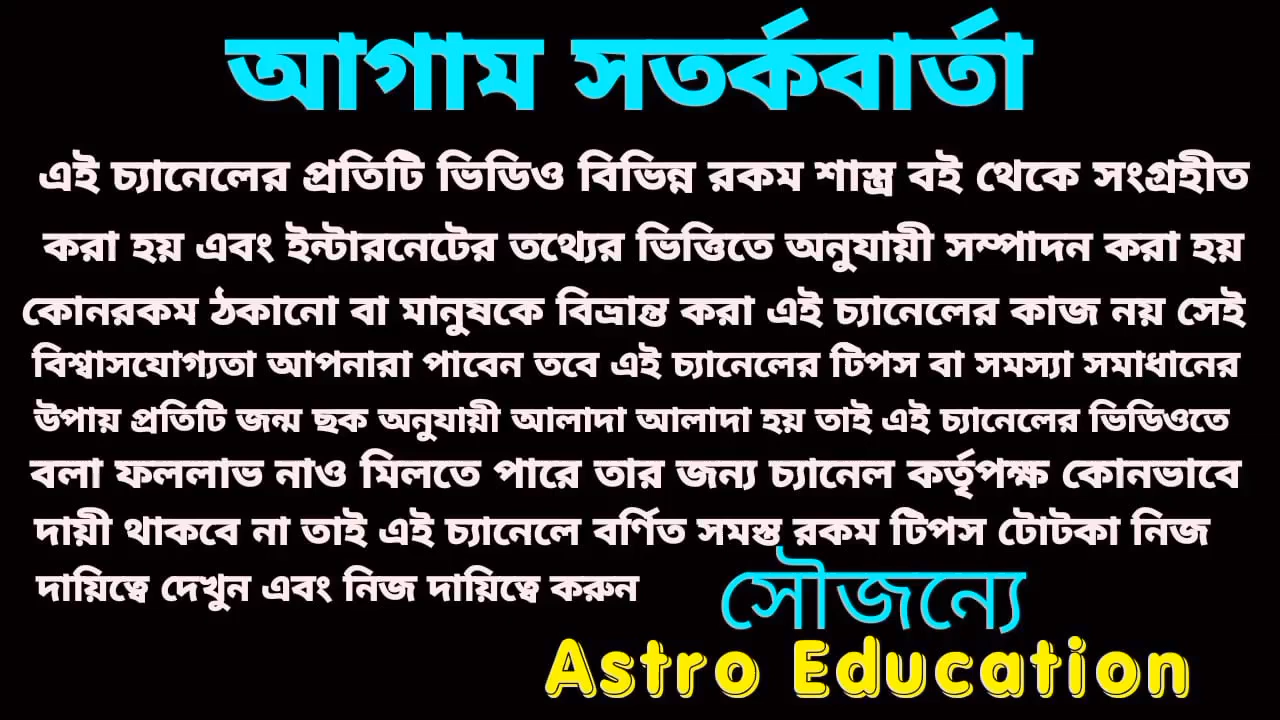 আগাম সতর্কবার্তা
এই চ্যানেলের প্রতিটি ভিডিও বিভিন্ন রকম শাস্ত্র বই থেকে সংগ্রহীত
করা হয় এবং ইন্টারনেটের তথ্যের ভিত্তিতে অনুযায়ী সম্পাদন করা হয়
কোনরকম ঠকানো বা মানুষকে বিভ্রান্ত করা এই চ্যানেলের কাজ নয় সেই
বিশ্বাসযোগ্যতা আপনারা পাবেন তবে এই চ্যানেলের টিপস বা সমস্যা সমাধানের
উপায় প্রতিটি জন্ম ছক অনুযায়ী আলাদা আলাদা হয় তাই এই চ্যানেলের ভিডিওতে
বলা ফললাভ নাও মিলতে পারে তার জন্য চ্যানেল কর্তৃপক্ষ কোনভাবে
দায়ী থাকবে না তাই এই চ্যানেলে বর্ণিত সমস্ত রকম টিপস টোটকা নিজ
দায়িত্বে দেখুন এবং নিজ দায়িত্বে করুন
সৌজন্যে
Astro Education